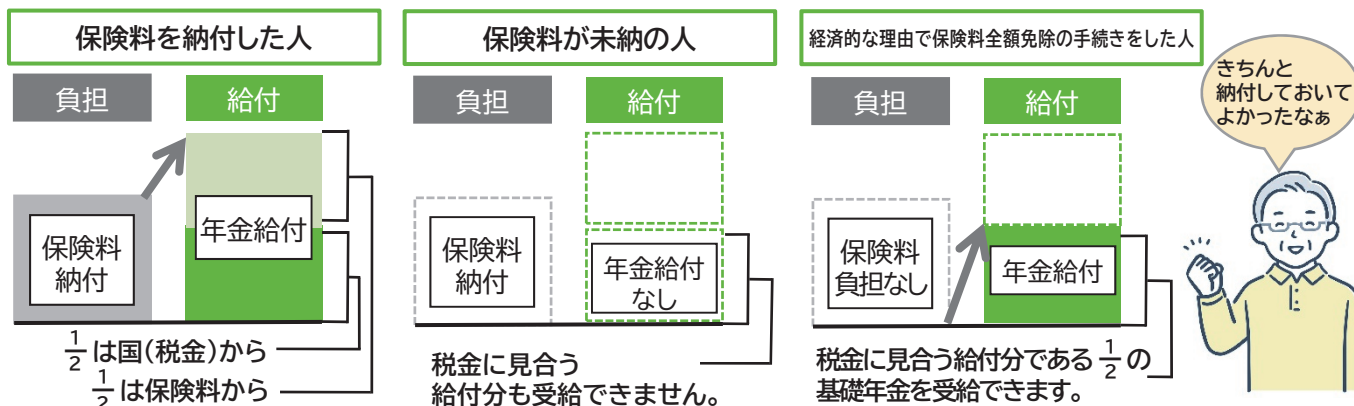 保険料を納付した人
負担
給付
保険料
納付
年金給付
1/2は国(税金)から
1/2は保険料から
保険料が未納の人
負担
給付
保険料
納付
年金給付
なし
税金に見合う
給付分も受給できません。
経済的な理由で保険料全額免除の手続きをした人
負担
給付
保険料
負担なし
年金給付
税金に見合う給付分である1/2の
基礎年金を受給できます。
きちんと
納付しておいて
よかったなぁ